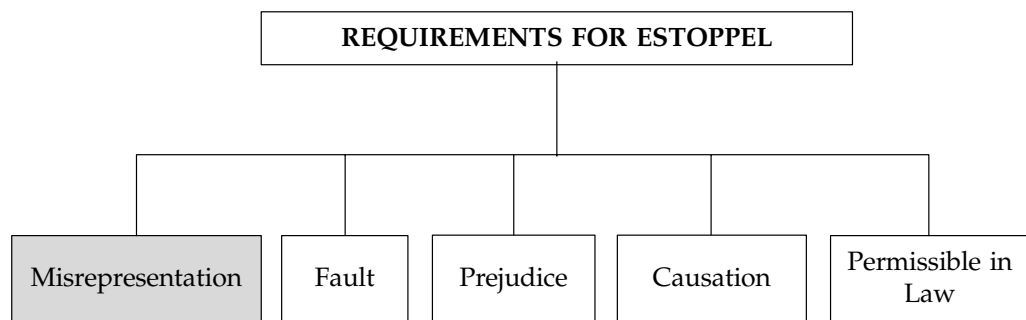 REQUIREMENTS FOR ESTOPPEL
Misrepresentation
Fault
Prejudice
Causation
Permissible in
Law